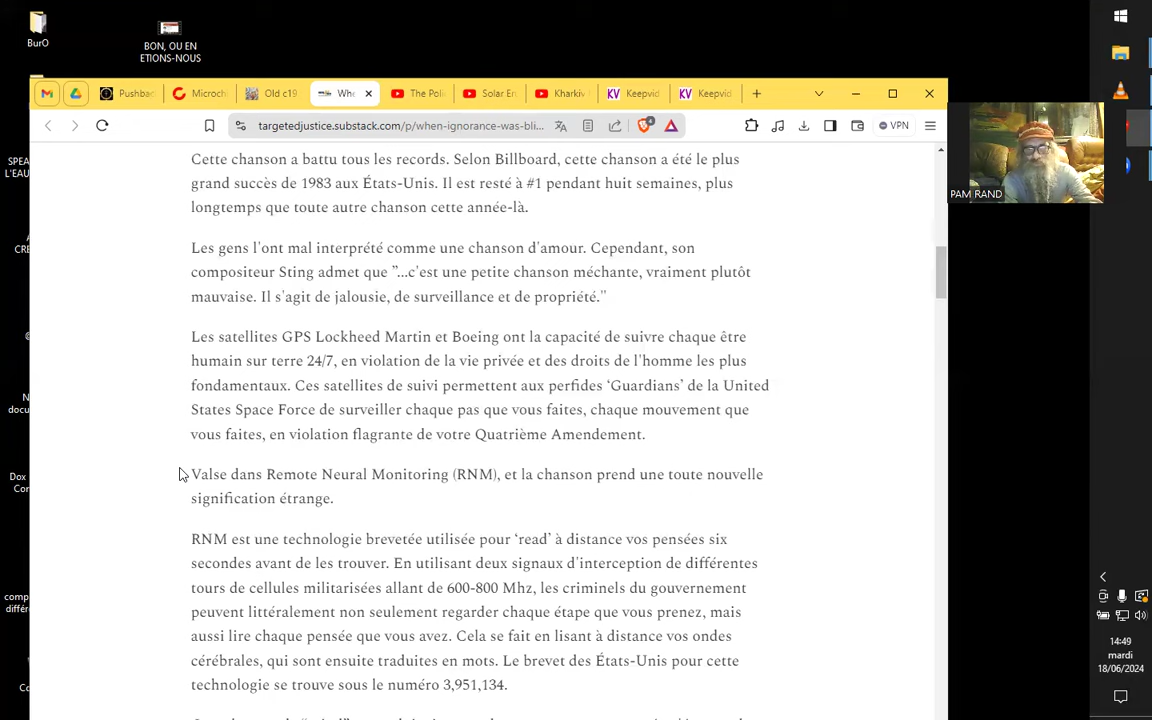 BurO
BON, OU EN
ETIONS-NOUS
Pushba
Microch
Old c19
Whe
The Poli
Solar En
Kharkiv
KV Keepvid
KV Keepvid
targetedjustice.substack.com/p/when-ignorance-was-bli...
4
VPN
PAM RAND
SPEA
L'EAU
Cette chanson a battu tous les records. Selon Billboard, cette chanson a été le plus
grand succès de 1983 aux États-Unis. Il est resté à #1 pendant huit semaines, plus
longtemps que toute autre chanson cette année-là.
Les gens l'ont mal interprété comme une chanson d'amour. Cependant, son
compositeur Sting admet que ”...c'est une petite chanson méchante, vraiment plutôt
mauvaise. Il s'agit de jalousie, de surveillance et de propriété."
Les satellites GPS Lockheed Martin et Boeing ont la capacité de suivre chaque être
humain sur terre 24/7, en violation de la vie privée et des droits de l'homme les plus
fondamentaux. Ces satellites de suivi permettent aux perfides ‘Guardians’ de la United
States Space Force de surveiller chaque pas que vous faites, chaque mouvement que
vous faites, en violation flagrante de votre Quatrième Amendement.
Valse dans Remote Neural Monitoring (RNM), et la chanson prend une toute nouvelle
signification étrange.
RNM est une technologie brevetée utilisée pour ‘read’ à distance vos pensées six
secondes avant de les trouver. En utilisant deux signaux d'interception de différentes
tours de cellules militarisées allant de 600-800 Mhz, les criminels du gouvernement
peuvent littéralement non seulement regarder chaque étape que vous prenez, mais
aussi lire chaque pensée que vous avez. Cela se fait en lisant à distance vos ondes
cérébrales, qui sont ensuite traduites en mots. Le brevet des États-Unis pour cette
technologie se trouve sous le numéro 3,951,134.
CRE
docu
Dox
Cor
comp
différ
Co
14:49
mardi
18/06/2024